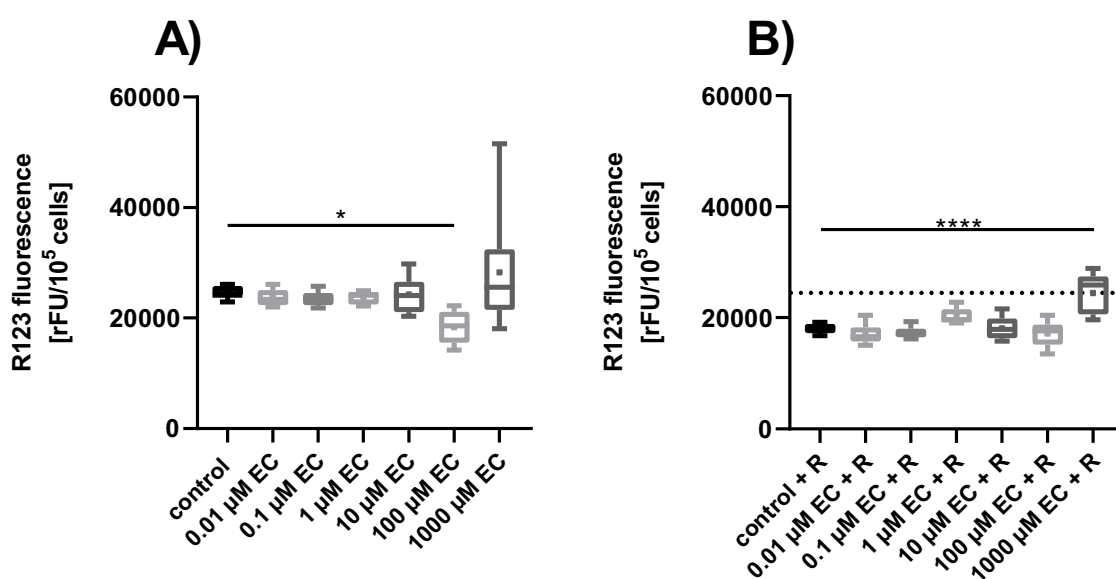 A)
R123 fluorescence
[rFU/10⁵ cells]
60000
40000
20000
0
*
control
0.01 µM EC
0.1 µM EC
1 µM EC
10 µM EC
100 µM EC
1000 µM EC
B)
R123 fluorescence
[rFU/10⁵ cells]
60000
40000
20000
0
****
control + R
0.01 µM EC + R
0.1 µM EC + R
1 µM EC + R
10 µM EC + R
100 µM EC + R
1000 µM EC + R